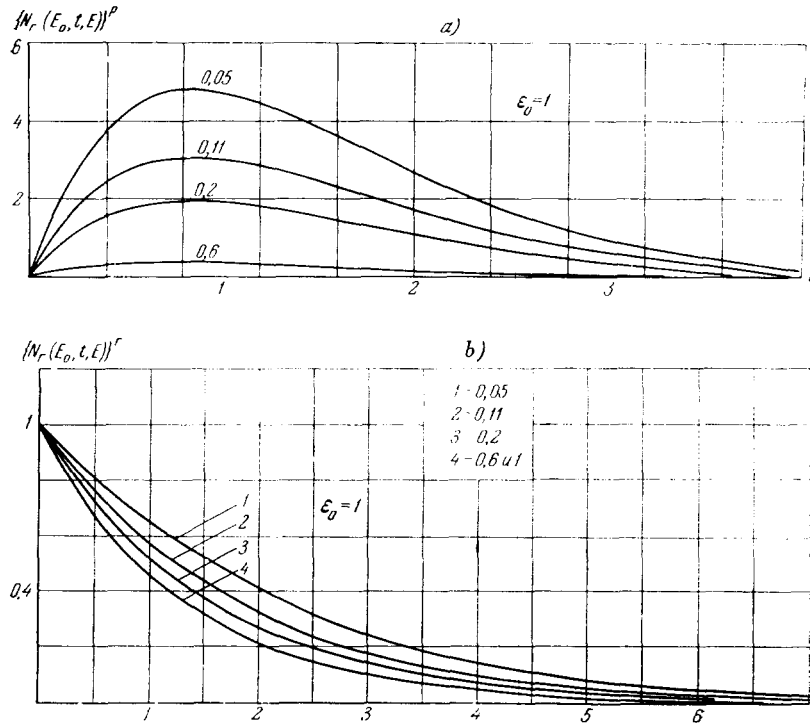 {N_r (E_0, t, E)}^P
a)
6
4
2
0,05
0,11
0,2
0,6
ε_0=1
1
2
3
{N_r (E_0, t, E)}^r
b)
1
0,4
1 - 0,05
2 - 0,11
3 0,2
4 - 0,6 и 1
ε_0=1
1
2
3
4
1
2
3
4
5
6